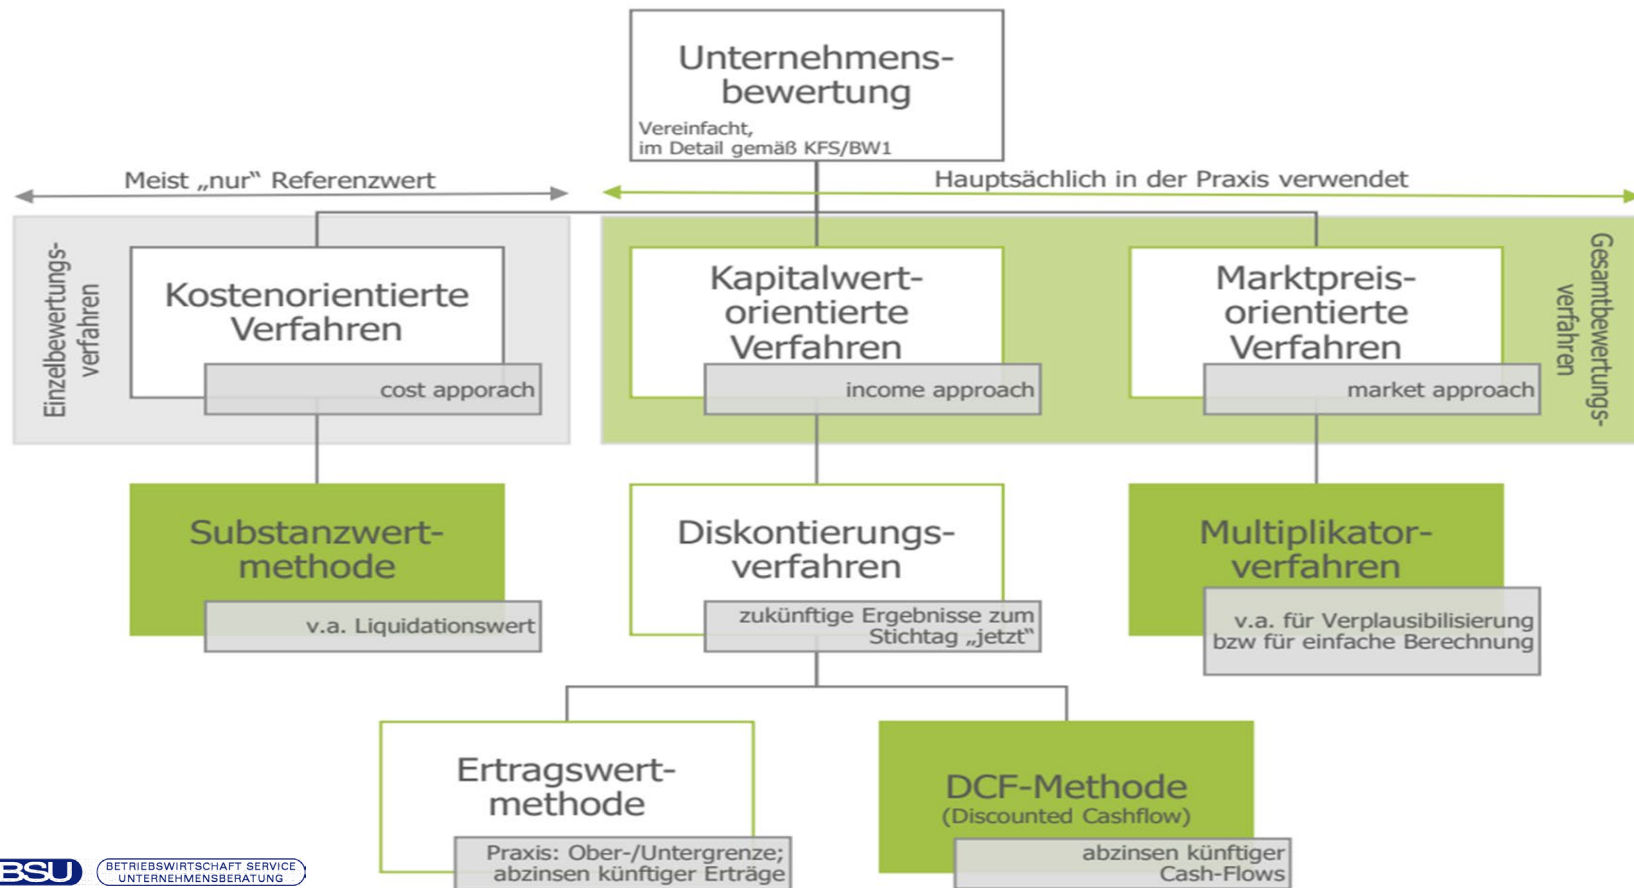 Unternehmens-
bewertung
Vereinfacht,
im Detail gemäß KFS/BW1
Meist „nur“ Referenzwert
Hauptsächlich in der Praxis verwendet
Einzelbewertungs-
verfahren
Kostenorientierte
Verfahren
cost apporach
Kapitalwert-
orientierte
Verfahren
income approach
Marktpreis-
orientierte
Verfahren
market approach
Gesamtbewertungs-
verfahren
Substanzwert-
methode
v.a. Liquidationswert
Diskontierungs-
verfahren
zukünftige Ergebnisse zum
Stichtag „jetzt“
Multiplikator-
verfahren
v.a. für Verplausibilisierung
bzw für einfache Berechnung
Ertragswert-
methode
Praxis: Ober-/Untergrenze;
abzinsen künftiger Erträge
DCF-Methode
(Discounted Cashflow)
abzinsen künftiger
Cash-Flows
BSU
BETRIEBSWIRTSCHAFT SERVICE
UNTERNEHMENSBERATUNG